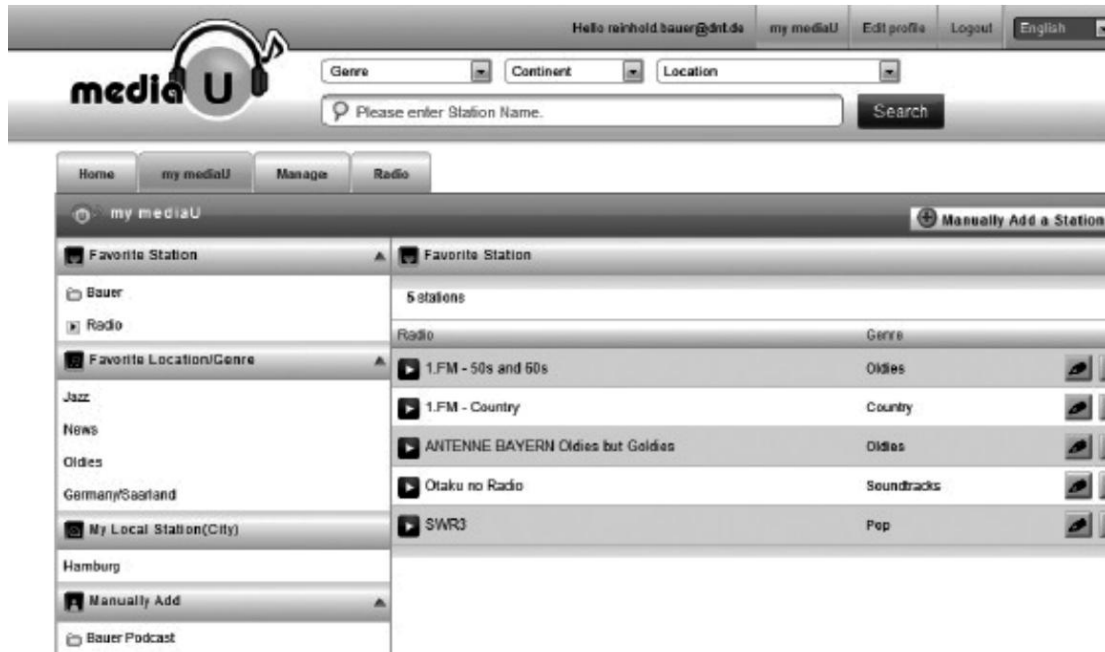 Hello reinhold.bauer@dnt.de my mediaU Edit profile Logout English
media U
Genre Continent Location
Please enter Station Name. Search
Home my mediaU Manage Radio
my mediaU Manually Add a Station
Favorite Station
Bauer
Radio
Favorite Location/Genre
Jazz
News
Oldies
Germany/Saarland
My Local Station(City)
Hamburg
Manually Add
Bauer Podcast
Favorite Station
5 stations
Radio Genre
1.FM - 50s and 60s Oldies
1.FM - Country Country
ANTENNE BAYERN Oldies but Goldies Oldies
Otaku no Radio Soundtracks
SWR3 Pop